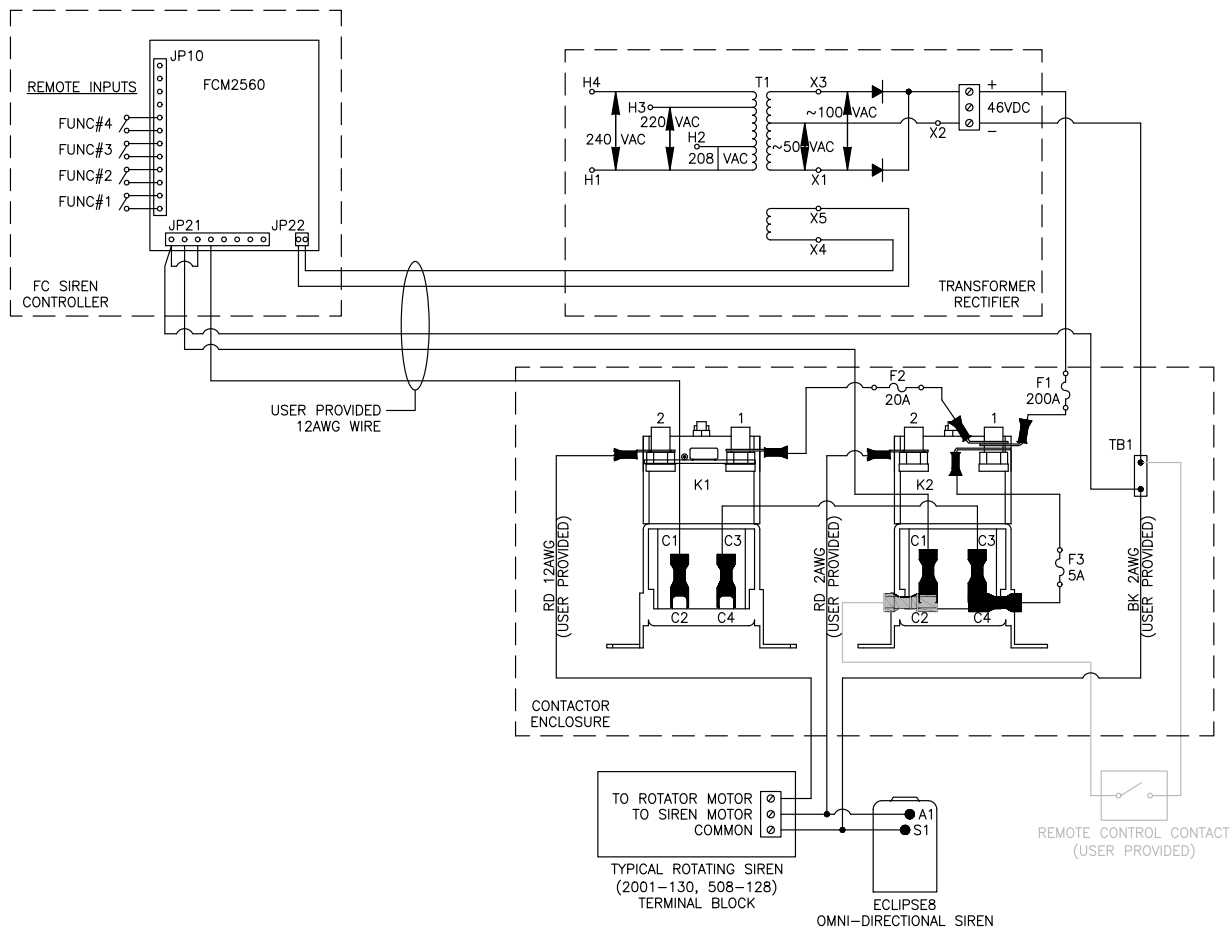 JP10
FCM2560
REMOTE INPUTS
FUNC#4
FUNC#3
FUNC#2
FUNC#1
JP21
JP22
FC SIREN
CONTROLLER
H4
T1
X3
+
H3
220 VAC
~100 VAC
46VDC
240 VAC
H2
X2
−
208 VAC
~50 VAC
H1
X1
X5
X4
TRANSFORMER
RECTIFIER
USER PROVIDED
12AWG WIRE
F2
20A
F1
200A
2
1
2
1
TB1
K1
K2
C1
C3
C1
C3
F3
5A
C2
C4
C2
C4
RD 12AWG
(USER PROVIDED)
RD 2AWG
(USER PROVIDED)
BK 2AWG
(USER PROVIDED)
CONTACTOR
ENCLOSURE
TO ROTATOR MOTOR
TO SIREN MOTOR
COMMON
A1
S1
TYPICAL ROTATING SIREN
(2001−130, 508−128)
TERMINAL BLOCK
ECLIPSE8
OMNI−DIRECTIONAL SIREN
REMOTE CONTROL CONTACT
(USER PROVIDED)